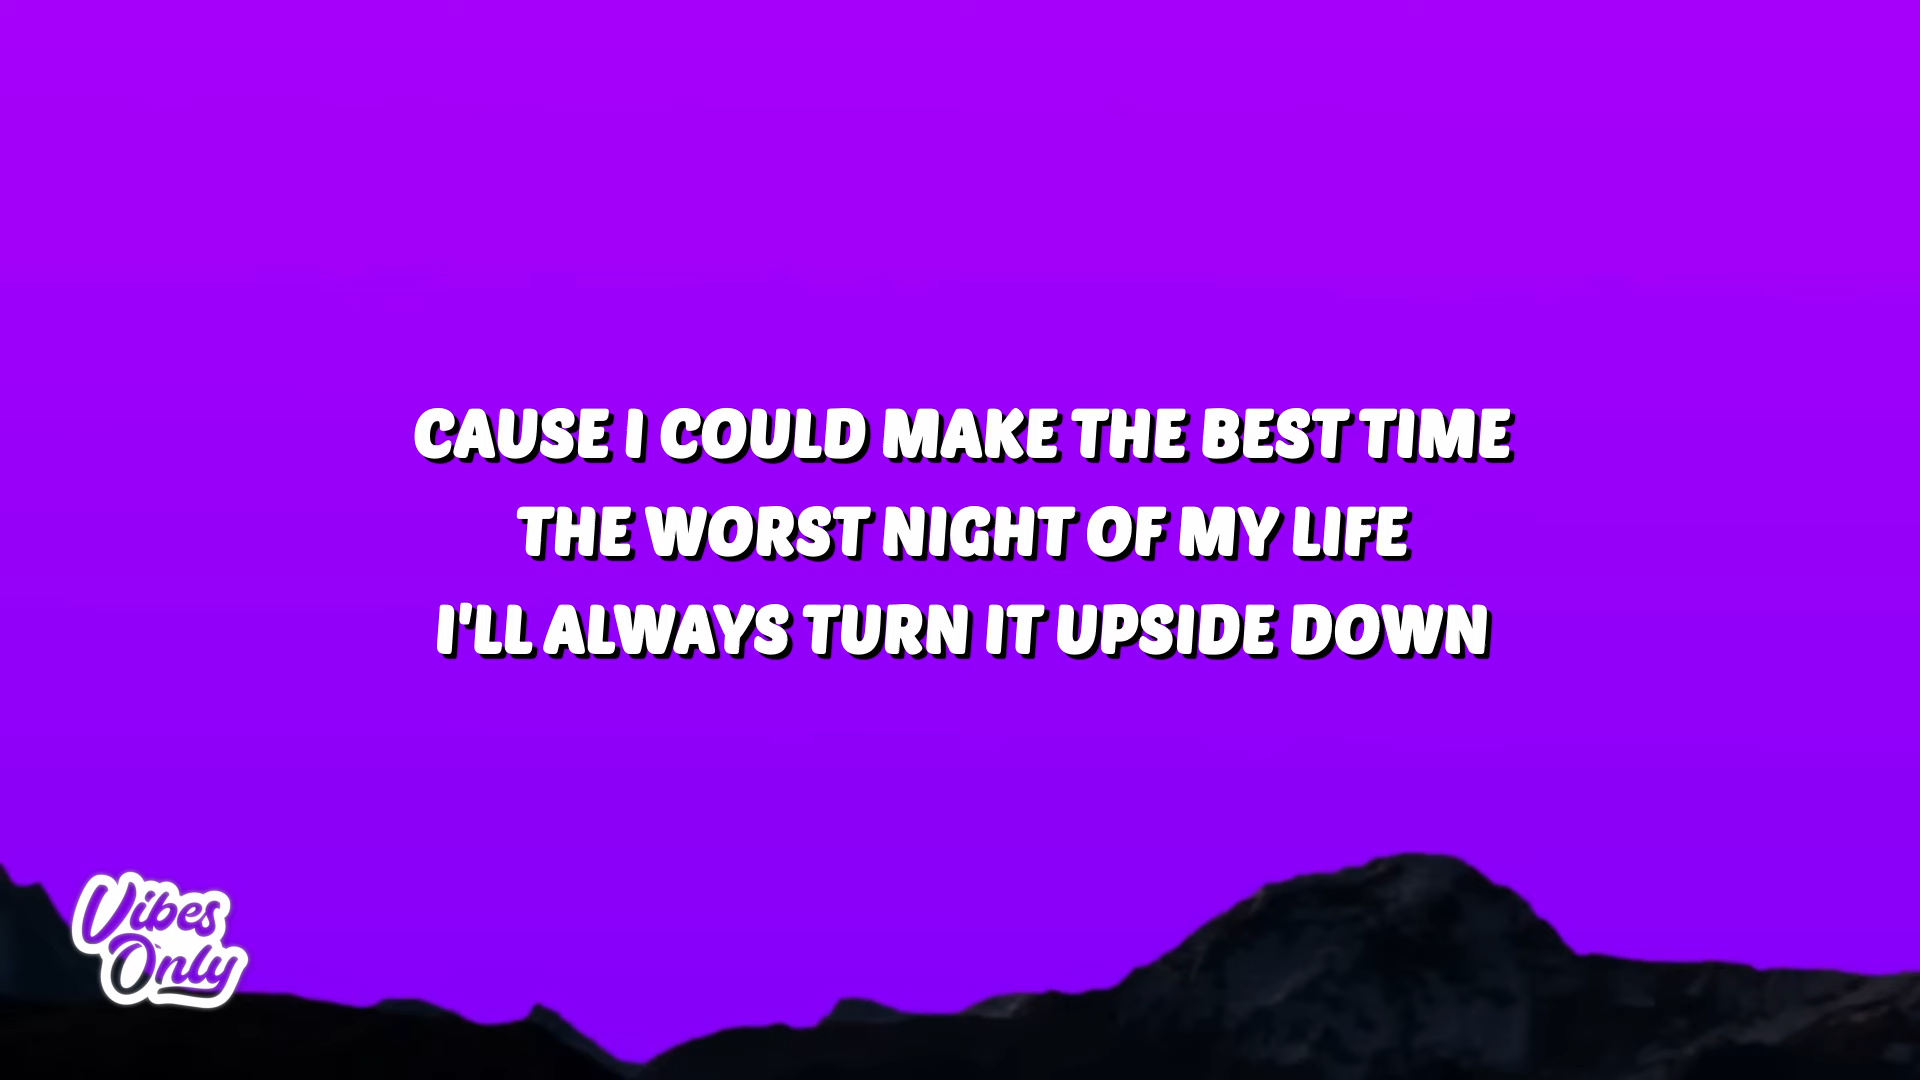 CAUSE I COULD MAKE THE BEST TIME
THE WORST NIGHT OF MY LIFE
I'LL ALWAYS TURN IT UPSIDE DOWN
Vibes
Only